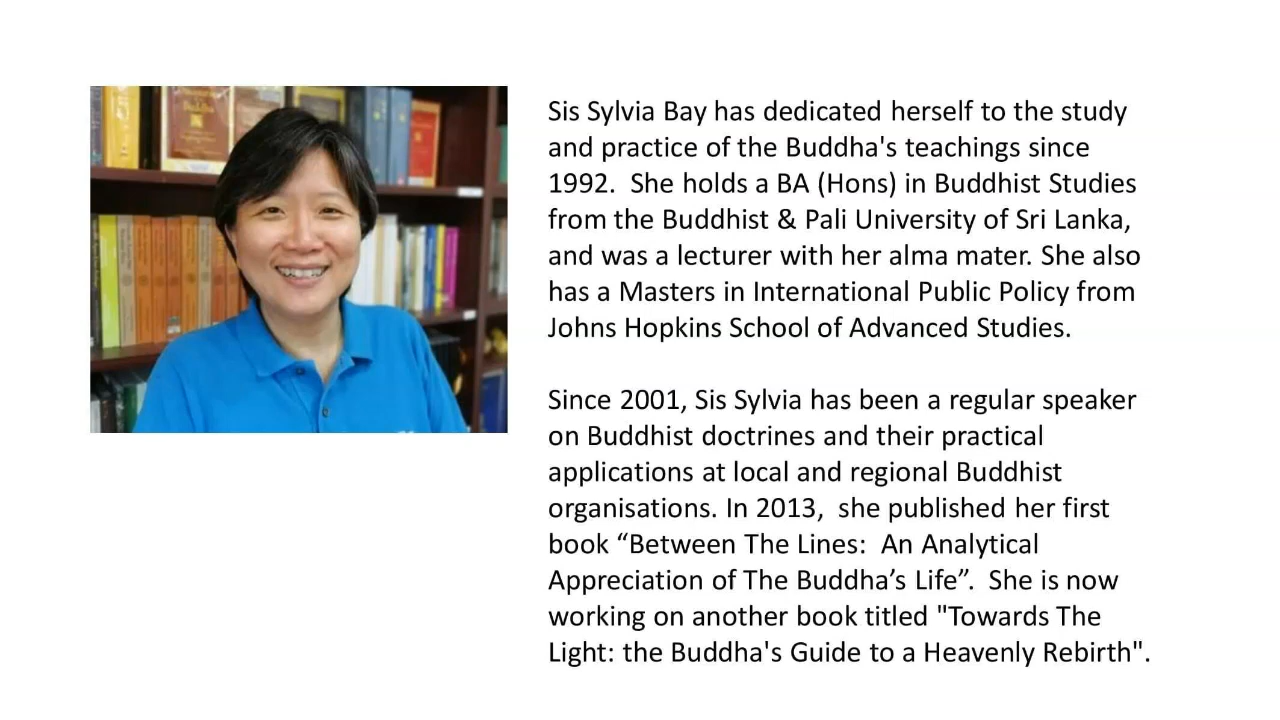 Sis Sylvia Bay has dedicated herself to the study
and practice of the Buddha's teachings since
1992.  She holds a BA (Hons) in Buddhist Studies
from the Buddhist & Pali University of Sri Lanka,
and was a lecturer with her alma mater. She also
has a Masters in International Public Policy from
Johns Hopkins School of Advanced Studies.
Since 2001, Sis Sylvia has been a regular speaker
on Buddhist doctrines and their practical
applications at local and regional Buddhist
organisations. In 2013,  she published her first
book “Between The Lines:  An Analytical
Appreciation of The Buddha’s Life”.  She is now
working on another book titled "Towards The
Light: the Buddha's Guide to a Heavenly Rebirth".